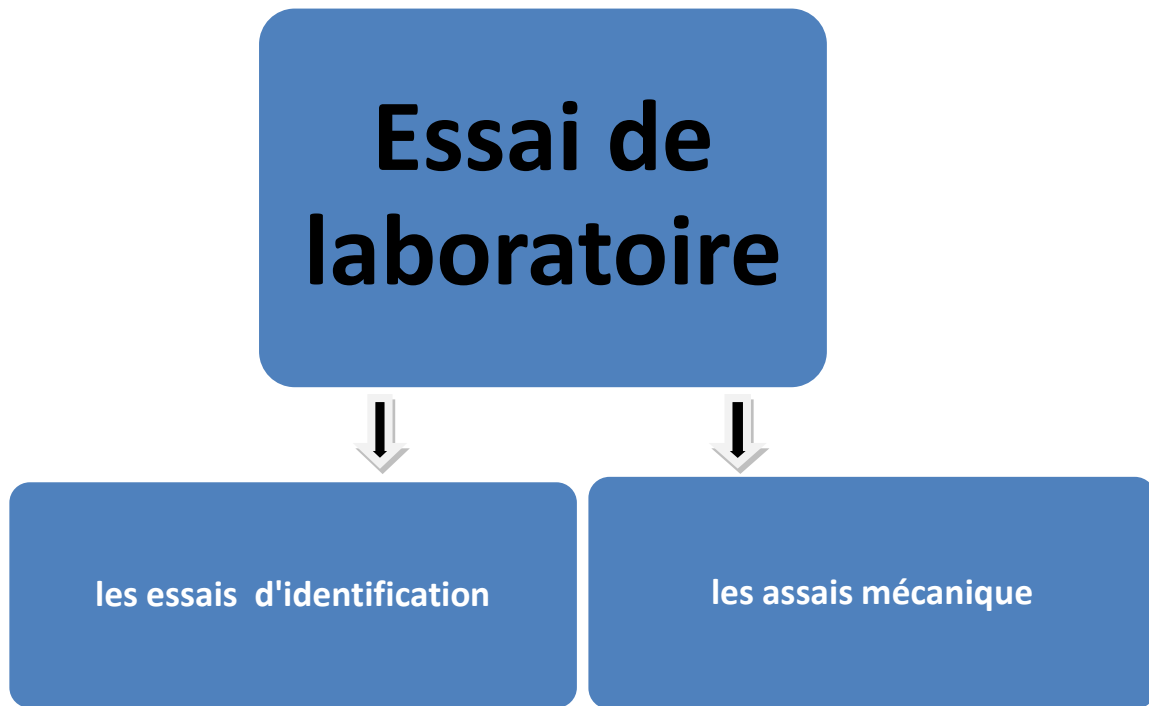 Essai de
laboratoire
les essais  d'identification
les assais mécanique